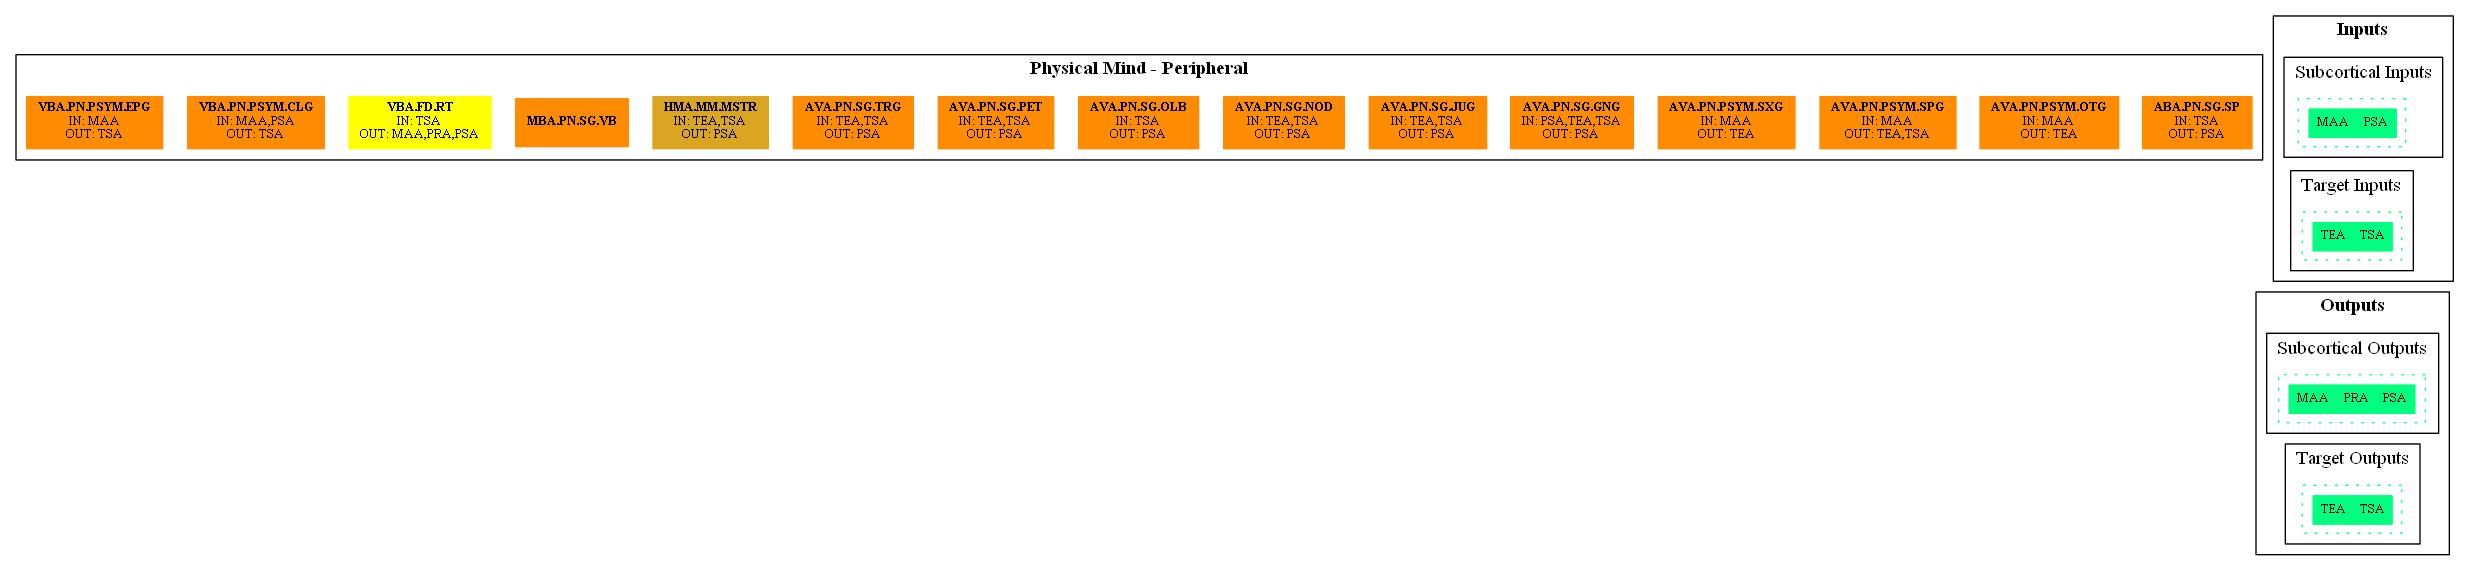 Physical Mind - Peripheral
VBA.PN.PSYM.EPG
IN: MAA
OUT: TSA
VBA.PN.PSYM.CLG
IN: MAA,PSA
OUT: TSA
VBA.FD.RT
IN: TSA
OUT: MAA,PRA,PSA
MBA.PN.SG.VB
HMA.MM.MSTR
IN: TEA,TSA
OUT: PSA
AVA.PN.SG.TRG
IN: TEA,TSA
OUT: PSA
AVA.PN.SG.PET
IN: TEA,TSA
OUT: PSA
AVA.PN.SG.OLB
IN: TSA
OUT: PSA
AVA.PN.SG.NOD
IN: TEA,TSA
OUT: PSA
AVA.PN.SG.JUG
IN: TEA,TSA
OUT: PSA
AVA.PN.SG.GNG
IN: PSA,TEA,TSA
OUT: PSA
AVA.PN.PSYM.SXG
IN: MAA
OUT: TEA
AVA.PN.PSYM.SPG
IN: MAA
OUT: TEA,TSA
AVA.PN.PSYM.OTG
IN: MAA
OUT: TEA
ABA.PN.SG.SP
IN: TSA
OUT: PSA
Inputs
Subcortical Inputs
MAA PSA
Target Inputs
TEA TSA
Outputs
Subcortical Outputs
MAA PRA PSA
Target Outputs
TEA TSA